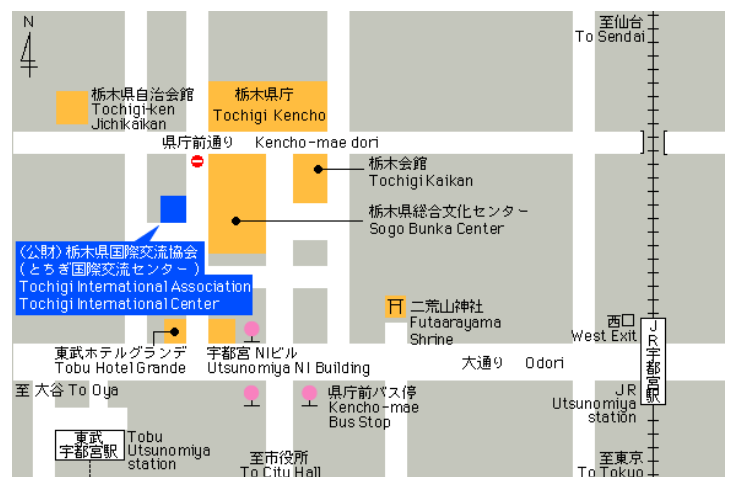 N
至仙台
To Sendai
栃木県自治会館
Tochigi-ken
Jichikaikan
栃木県庁
Tochigi Kencho
県庁前通り Kencho-mae dori
栃木会館
Tochigi Kaikan
栃木県総合文化センター
Sogo Bunka Center
(公財)栃木県国際交流協会
(とちぎ国際交流センター)
Tochigi International Association
Tochigi International Center
二荒山神社
Futaarayama
Shrine
西口
West Exit
JR宇都宮駅
東武ホテルグランデ
Tobu Hotel Grande
宇都宮 NIビル
Utsunomiya NI Building
大通り Odori
至 大谷 To Oya
県庁前バス停
Kencho-mae
Bus Stop
JR
Utsunomiya
station
東武
宇都宮駅
Tobu
Utsunomiya
station
至市役所
To City Hall
至東京
To Tokyo